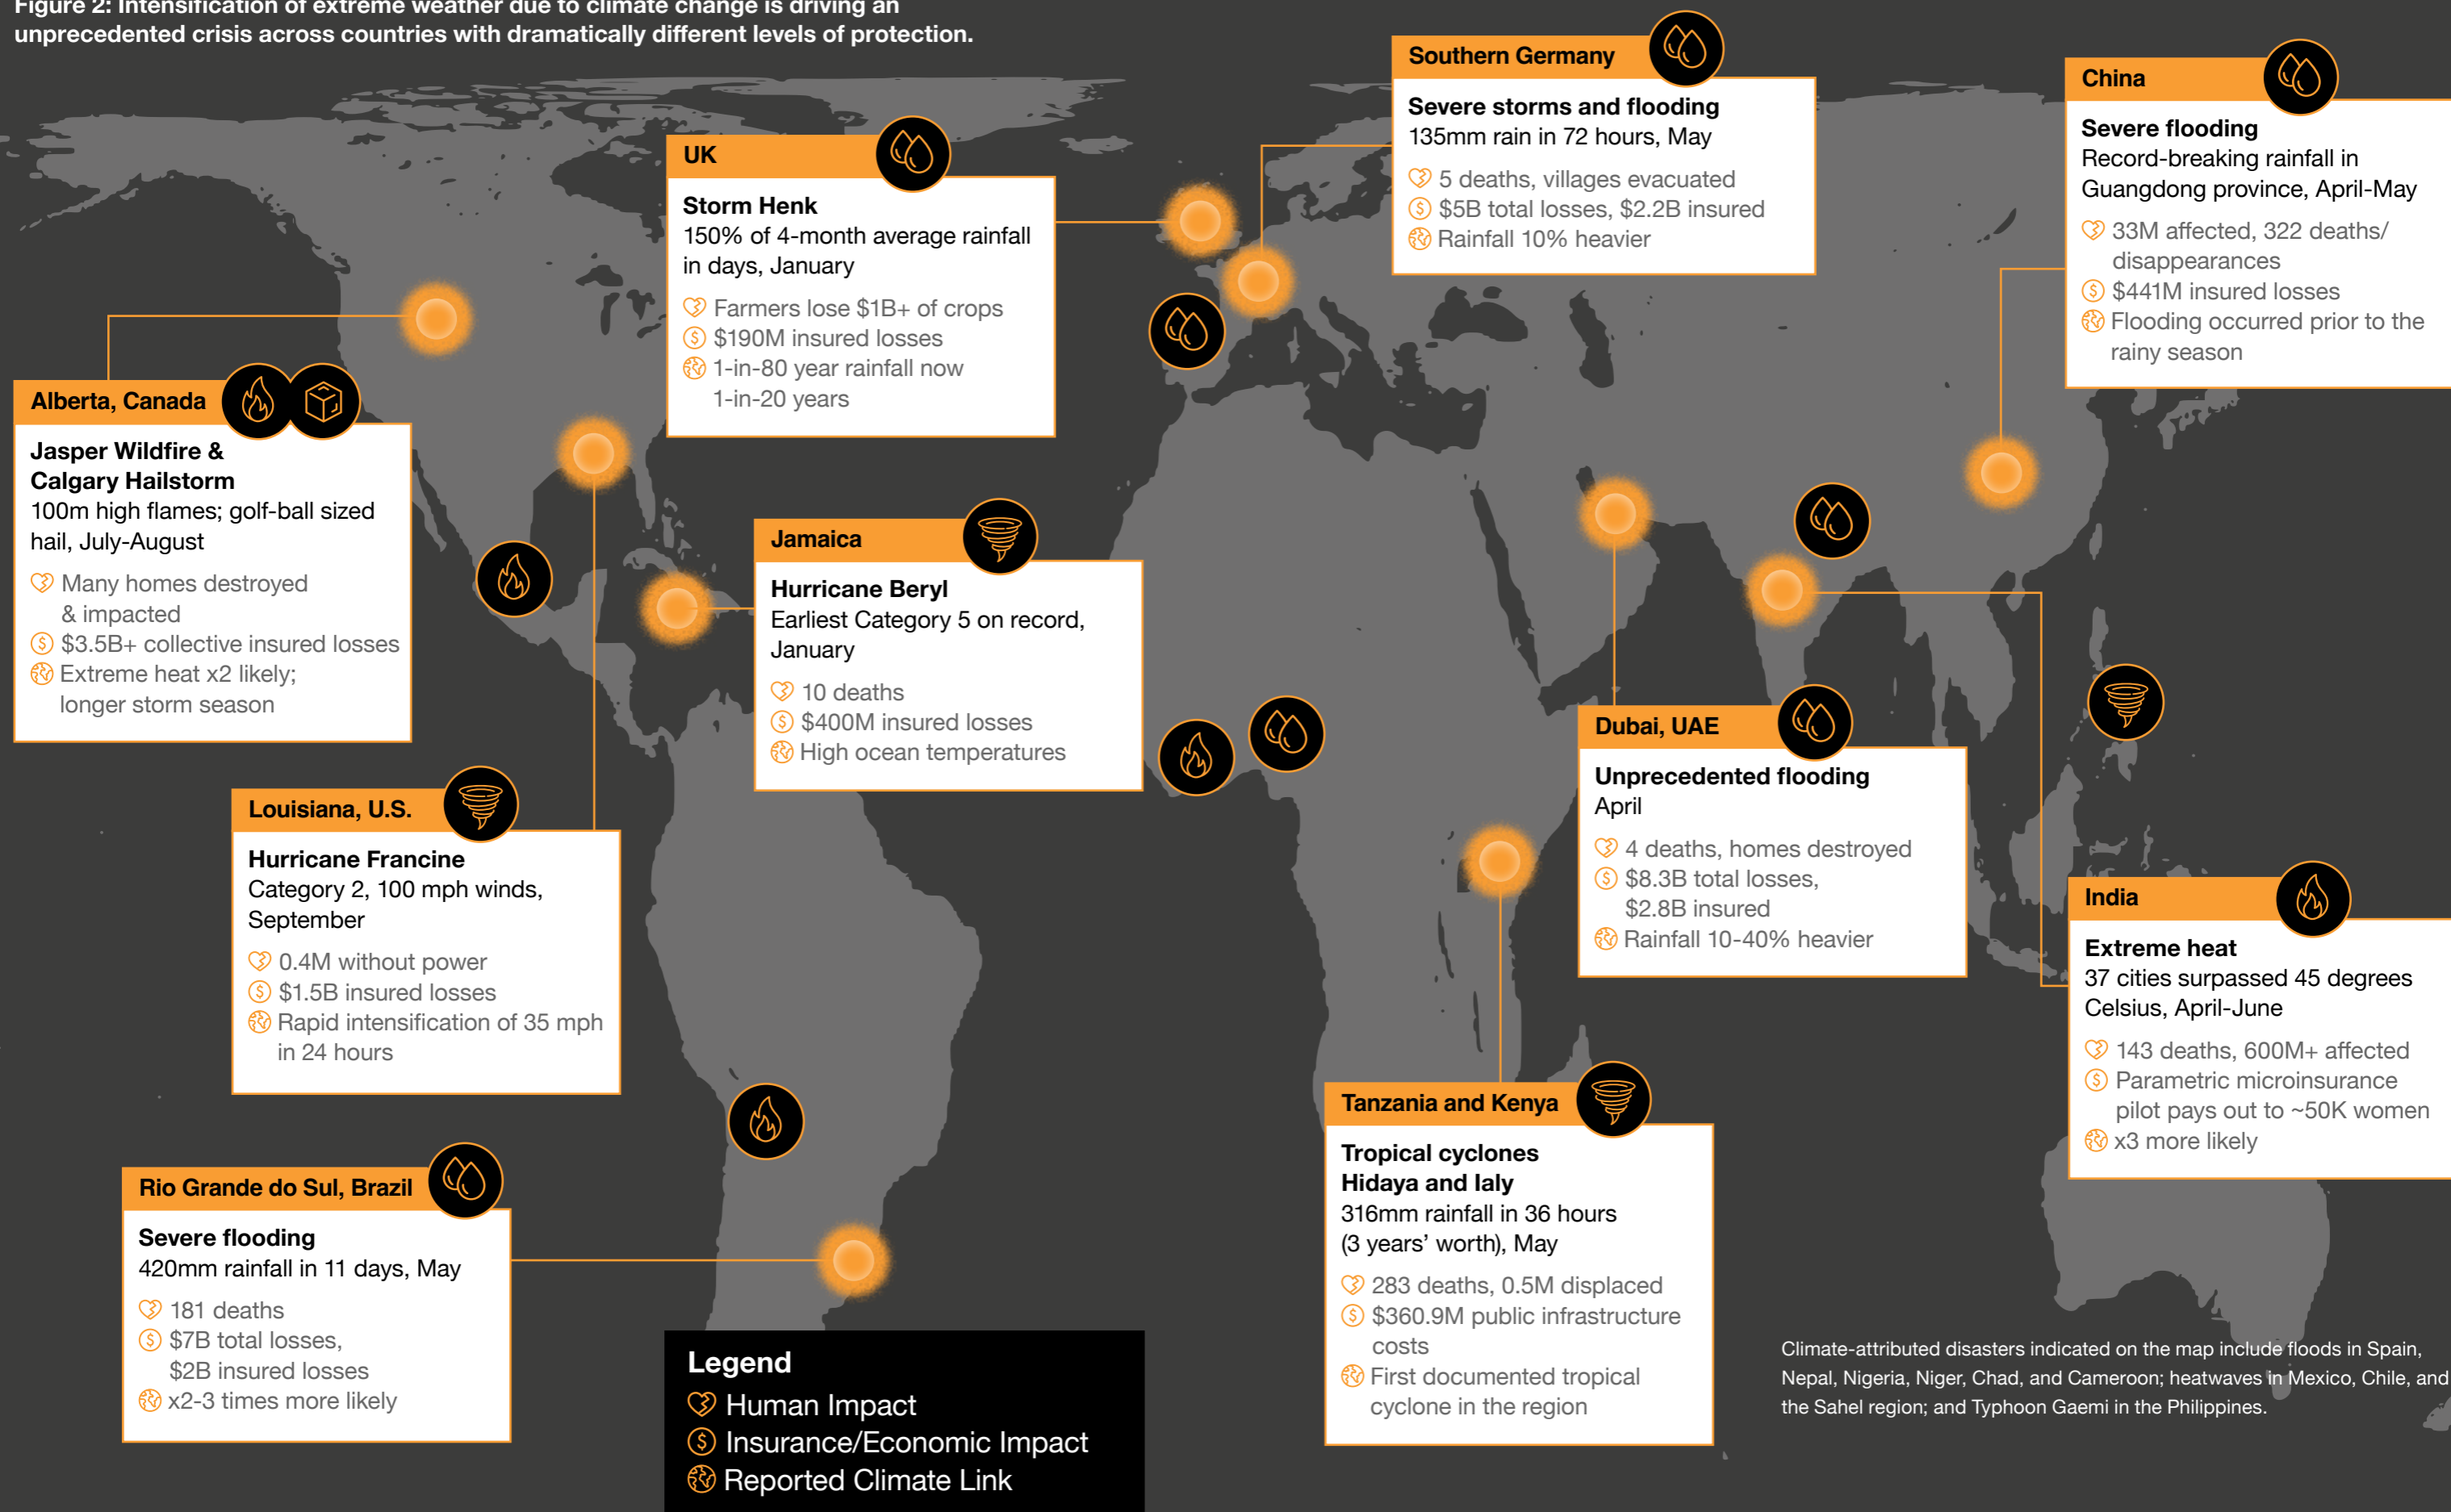 Figure 2: Intensification of extreme weather due to climate change is driving an
unprecedented crisis across countries with dramatically different levels of protection.
Southern Germany
Severe storms and flooding
135mm rain in 72 hours, May
5 deaths, villages evacuated
$5B total losses, $2.2B insured
Rainfall 10% heavier
China
Severe flooding
Record-breaking rainfall in
Guangdong province, April-May
33M affected, 322 deaths/
disappearances
$441M insured losses
Flooding occurred prior to the
rainy season
UK
Storm Henk
150% of 4-month average rainfall
in days, January
Farmers lose $1B+ of crops
$190M insured losses
1-in-80 year rainfall now
1-in-20 years
Alberta, Canada
Jasper Wildfire &
Calgary Hailstorm
100m high flames; golf-ball sized
hail, July-August
Many homes destroyed
& impacted
$3.5B+ collective insured losses
Extreme heat x2 likely;
longer storm season
Jamaica
Hurricane Beryl
Earliest Category 5 on record,
January
10 deaths
$400M insured losses
High ocean temperatures
Dubai, UAE
Unprecedented flooding
April
4 deaths, homes destroyed
$8.3B total losses,
$2.8B insured
Rainfall 10-40% heavier
Louisiana, U.S.
Hurricane Francine
Category 2, 100 mph winds,
September
0.4M without power
$1.5B insured losses
Rapid intensification of 35 mph
in 24 hours
India
Extreme heat
37 cities surpassed 45 degrees
Celsius, April-June
143 deaths, 600M+ affected
Parametric microinsurance
pilot pays out to ~50K women
x3 more likely
Tanzania and Kenya
Tropical cyclones
Hidaya and Ialy
316mm rainfall in 36 hours
(3 years' worth), May
283 deaths, 0.5M displaced
$360.9M public infrastructure
costs
First documented tropical
cyclone in the region
Rio Grande do Sul, Brazil
Severe flooding
420mm rainfall in 11 days, May
181 deaths
$7B total losses,
$2B insured losses
x2-3 times more likely
Legend
Human Impact
Insurance/Economic Impact
Reported Climate Link
Climate-attributed disasters indicated on the map include floods in Spain,
Nepal, Nigeria, Niger, Chad, and Cameroon; heatwaves in Mexico, Chile, and
the Sahel region; and Typhoon Gaemi in the Philippines.